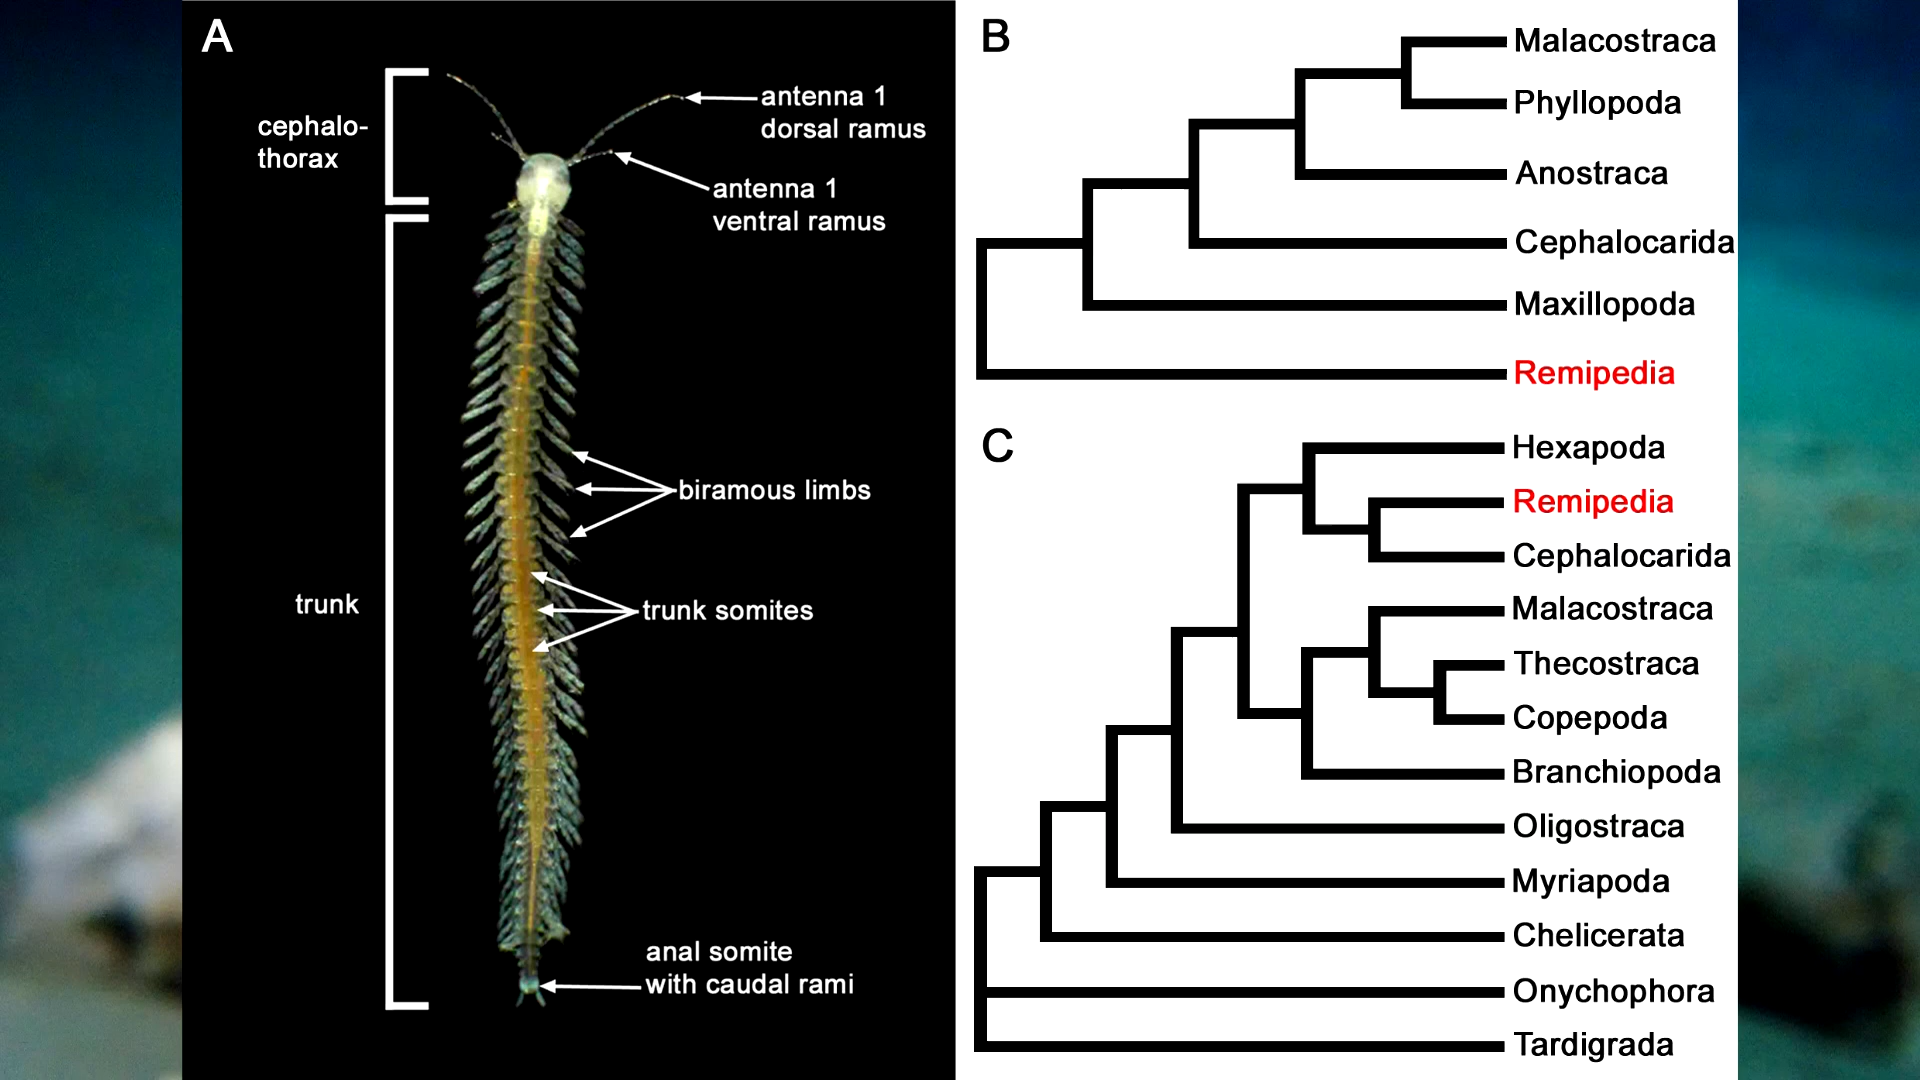 A
cephalo-
thorax
antenna 1
dorsal ramus
antenna 1
ventral ramus
biramous limbs
trunk
trunk somites
anal somite
with caudal rami
B
Malacostraca
Phyllopoda
Anostraca
Cephalocarida
Maxillopoda
Remipedia
C
Hexapoda
Remipedia
Cephalocarida
Malacostraca
Thecostraca
Copepoda
Branchiopoda
Oligostraca
Myriapoda
Chelicerata
Onychophora
Tardigrada